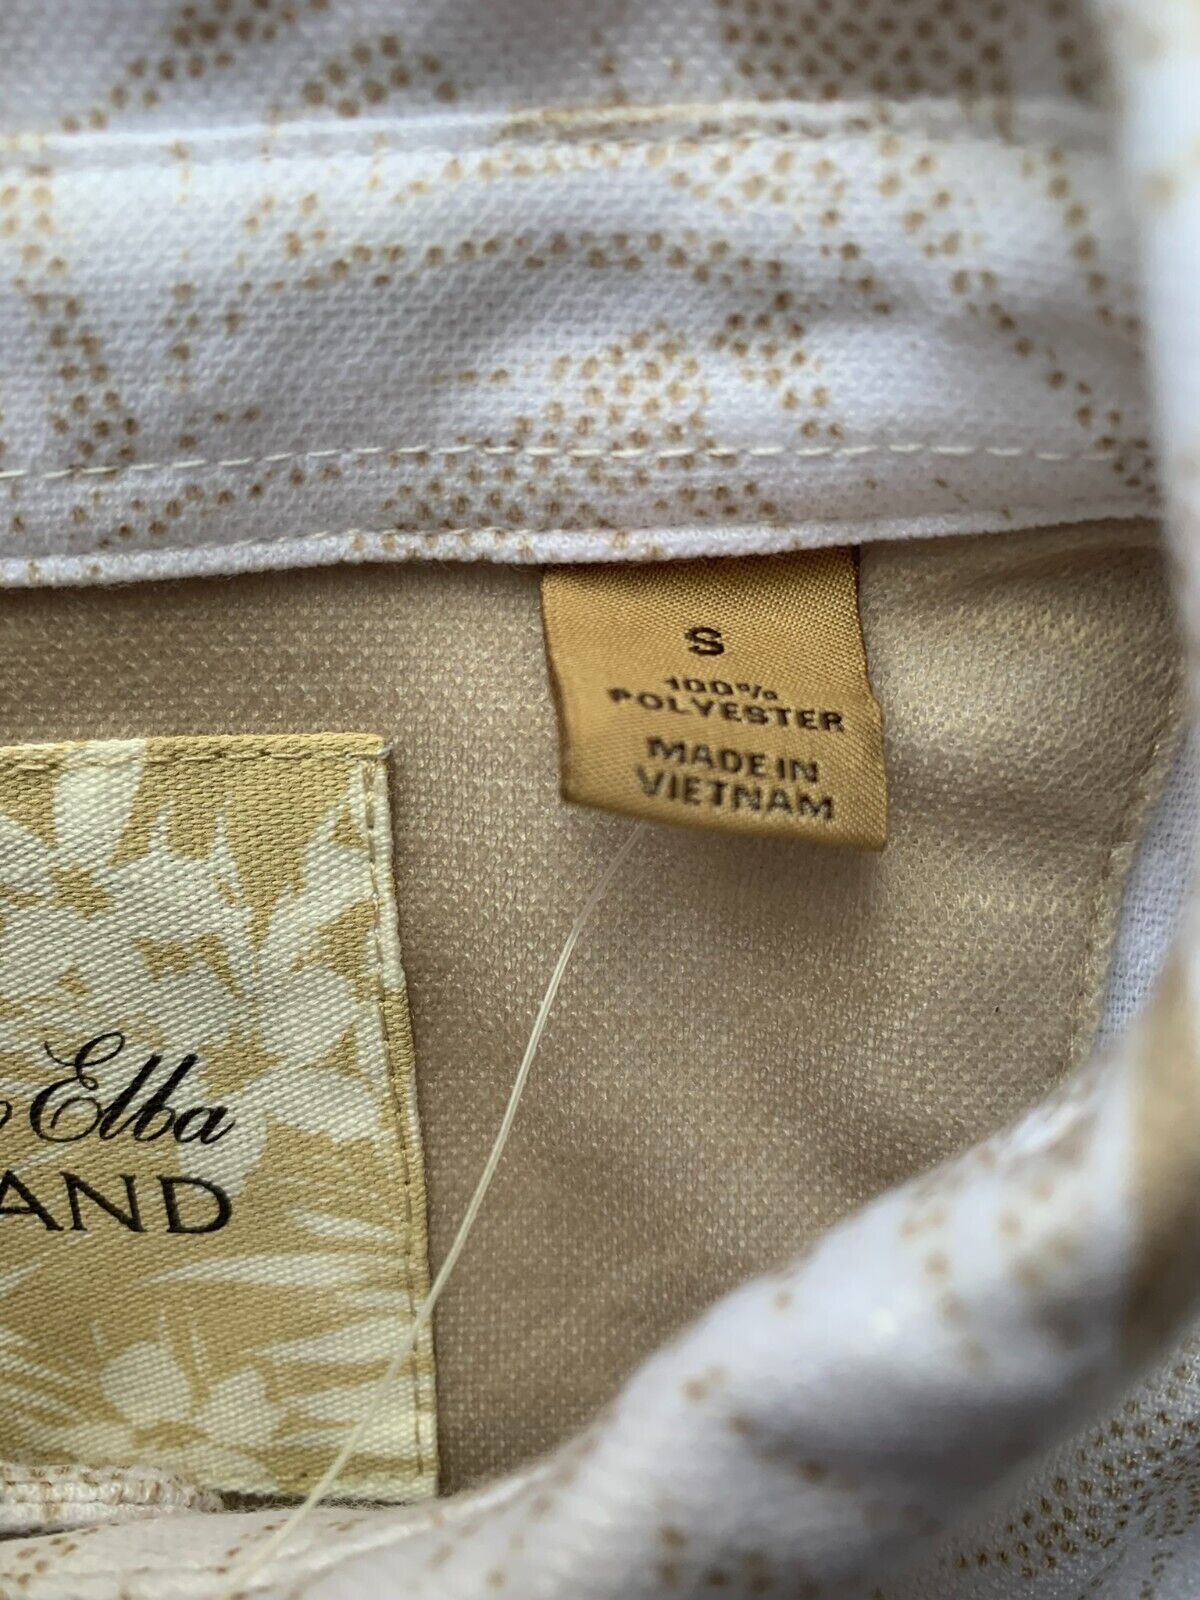 S
100%
POLYESTER
MADE IN
VIETNAM
Elba
AND